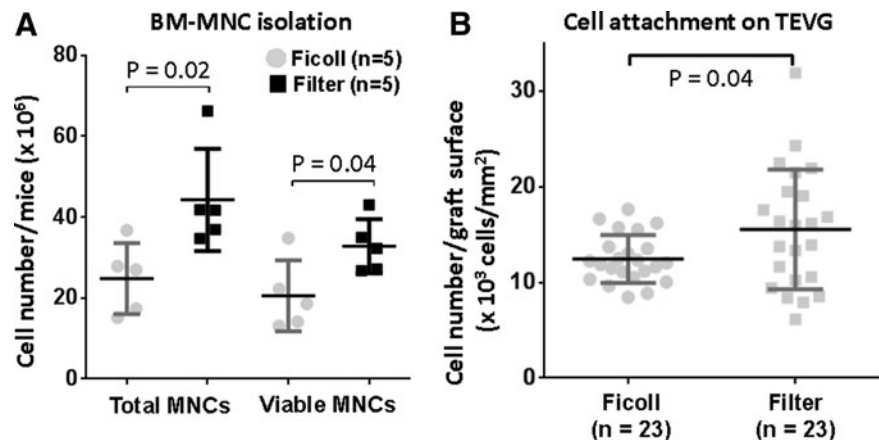 A
BM-MNC isolation
Cell number/mice (x 10⁶)
80
60
40
20
0
Ficoll (n=5)
Filter (n=5)
P = 0.02
P = 0.04
Total MNCs
Viable MNCs
B
Cell attachment on TEVG
Cell number/graft surface
(x 10³ cells/mm²)
30
20
10
0
P = 0.04
Ficoll
(n = 23)
Filter
(n = 23)